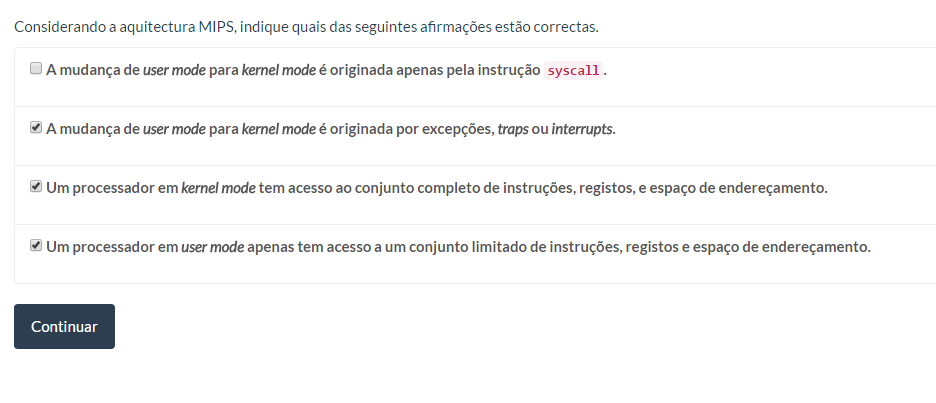 Considerando a aquitectura MIPS, indique quais das seguintes afirmações estão correctas.
A mudança de user mode para kernel mode é originada apenas pela instrução syscall.
A mudança de user mode para kernel mode é originada por excepções, traps ou interrupts.
Um processador em kernel mode tem acesso ao conjunto completo de instruções, registos, e espaço de endereçamento.
Um processador em user mode apenas tem acesso a um conjunto limitado de instruções, registos e espaço de endereçamento.
Continuar